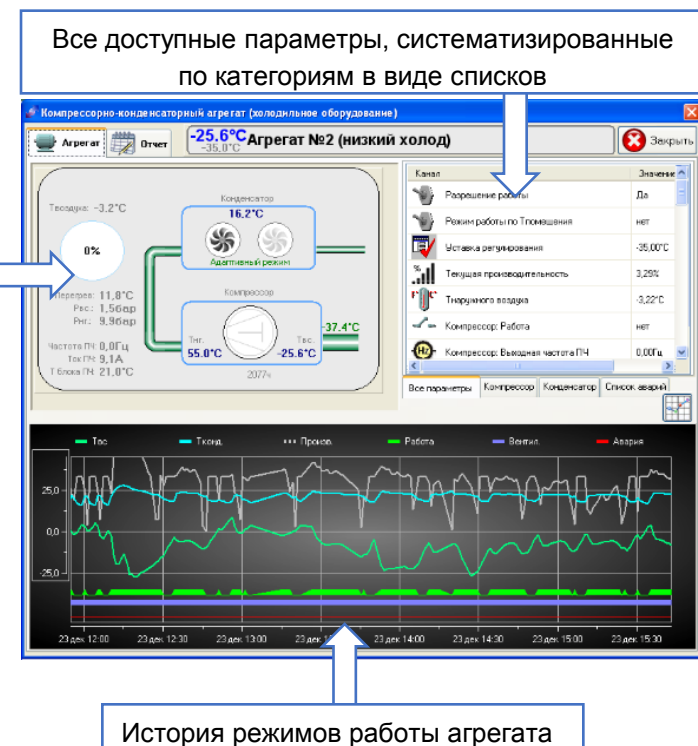 Все доступные параметры, систематизированные
по категориям в виде списков
Компрессорно-конденсаторный агрегат (холодильное оборудование)
Агрегат
Отчет
-25.6°C Агрегат №2 (низкий холод)
-35,0°C
Закрыть
Твоздуха: -3.2°C
0%
Перегрев: 11,8°C
Рвс.: 1,5бар
Рнг.: 9,9бар
Частота ПЧ: 0,0Гц
Ток ПЧ: 9,1А
Т блока ПЧ: 21,0°C
Конденсатор
16.2°C
Адаптивный режим
Компрессор
Тнг.
55.0°C
Твс.
-25.6°C
2077ч
-37.4°C
Канал Значение
Разрешение работы Да
Режим работы по Тпомещения нет
Уставка регулирования -35,00°C
Текущая производительность 3,29%
Тнаружного воздуха -3,22°C
Компрессор: Работа нет
Компрессор: Выходная частота ПЧ 0,00Гц
Все параметры Компрессор Конденсатор Список аварий
Твс Тконд. Произв. Работа Вентил. Авария
25,0
0,0
-25,0
23 дек 12:00 23 дек 12:30 23 дек 13:00 23 дек 23 дек 14:00 23 дек 14:30 23 дек 15:00 23 дек 15:30
История режимов работы агрегата